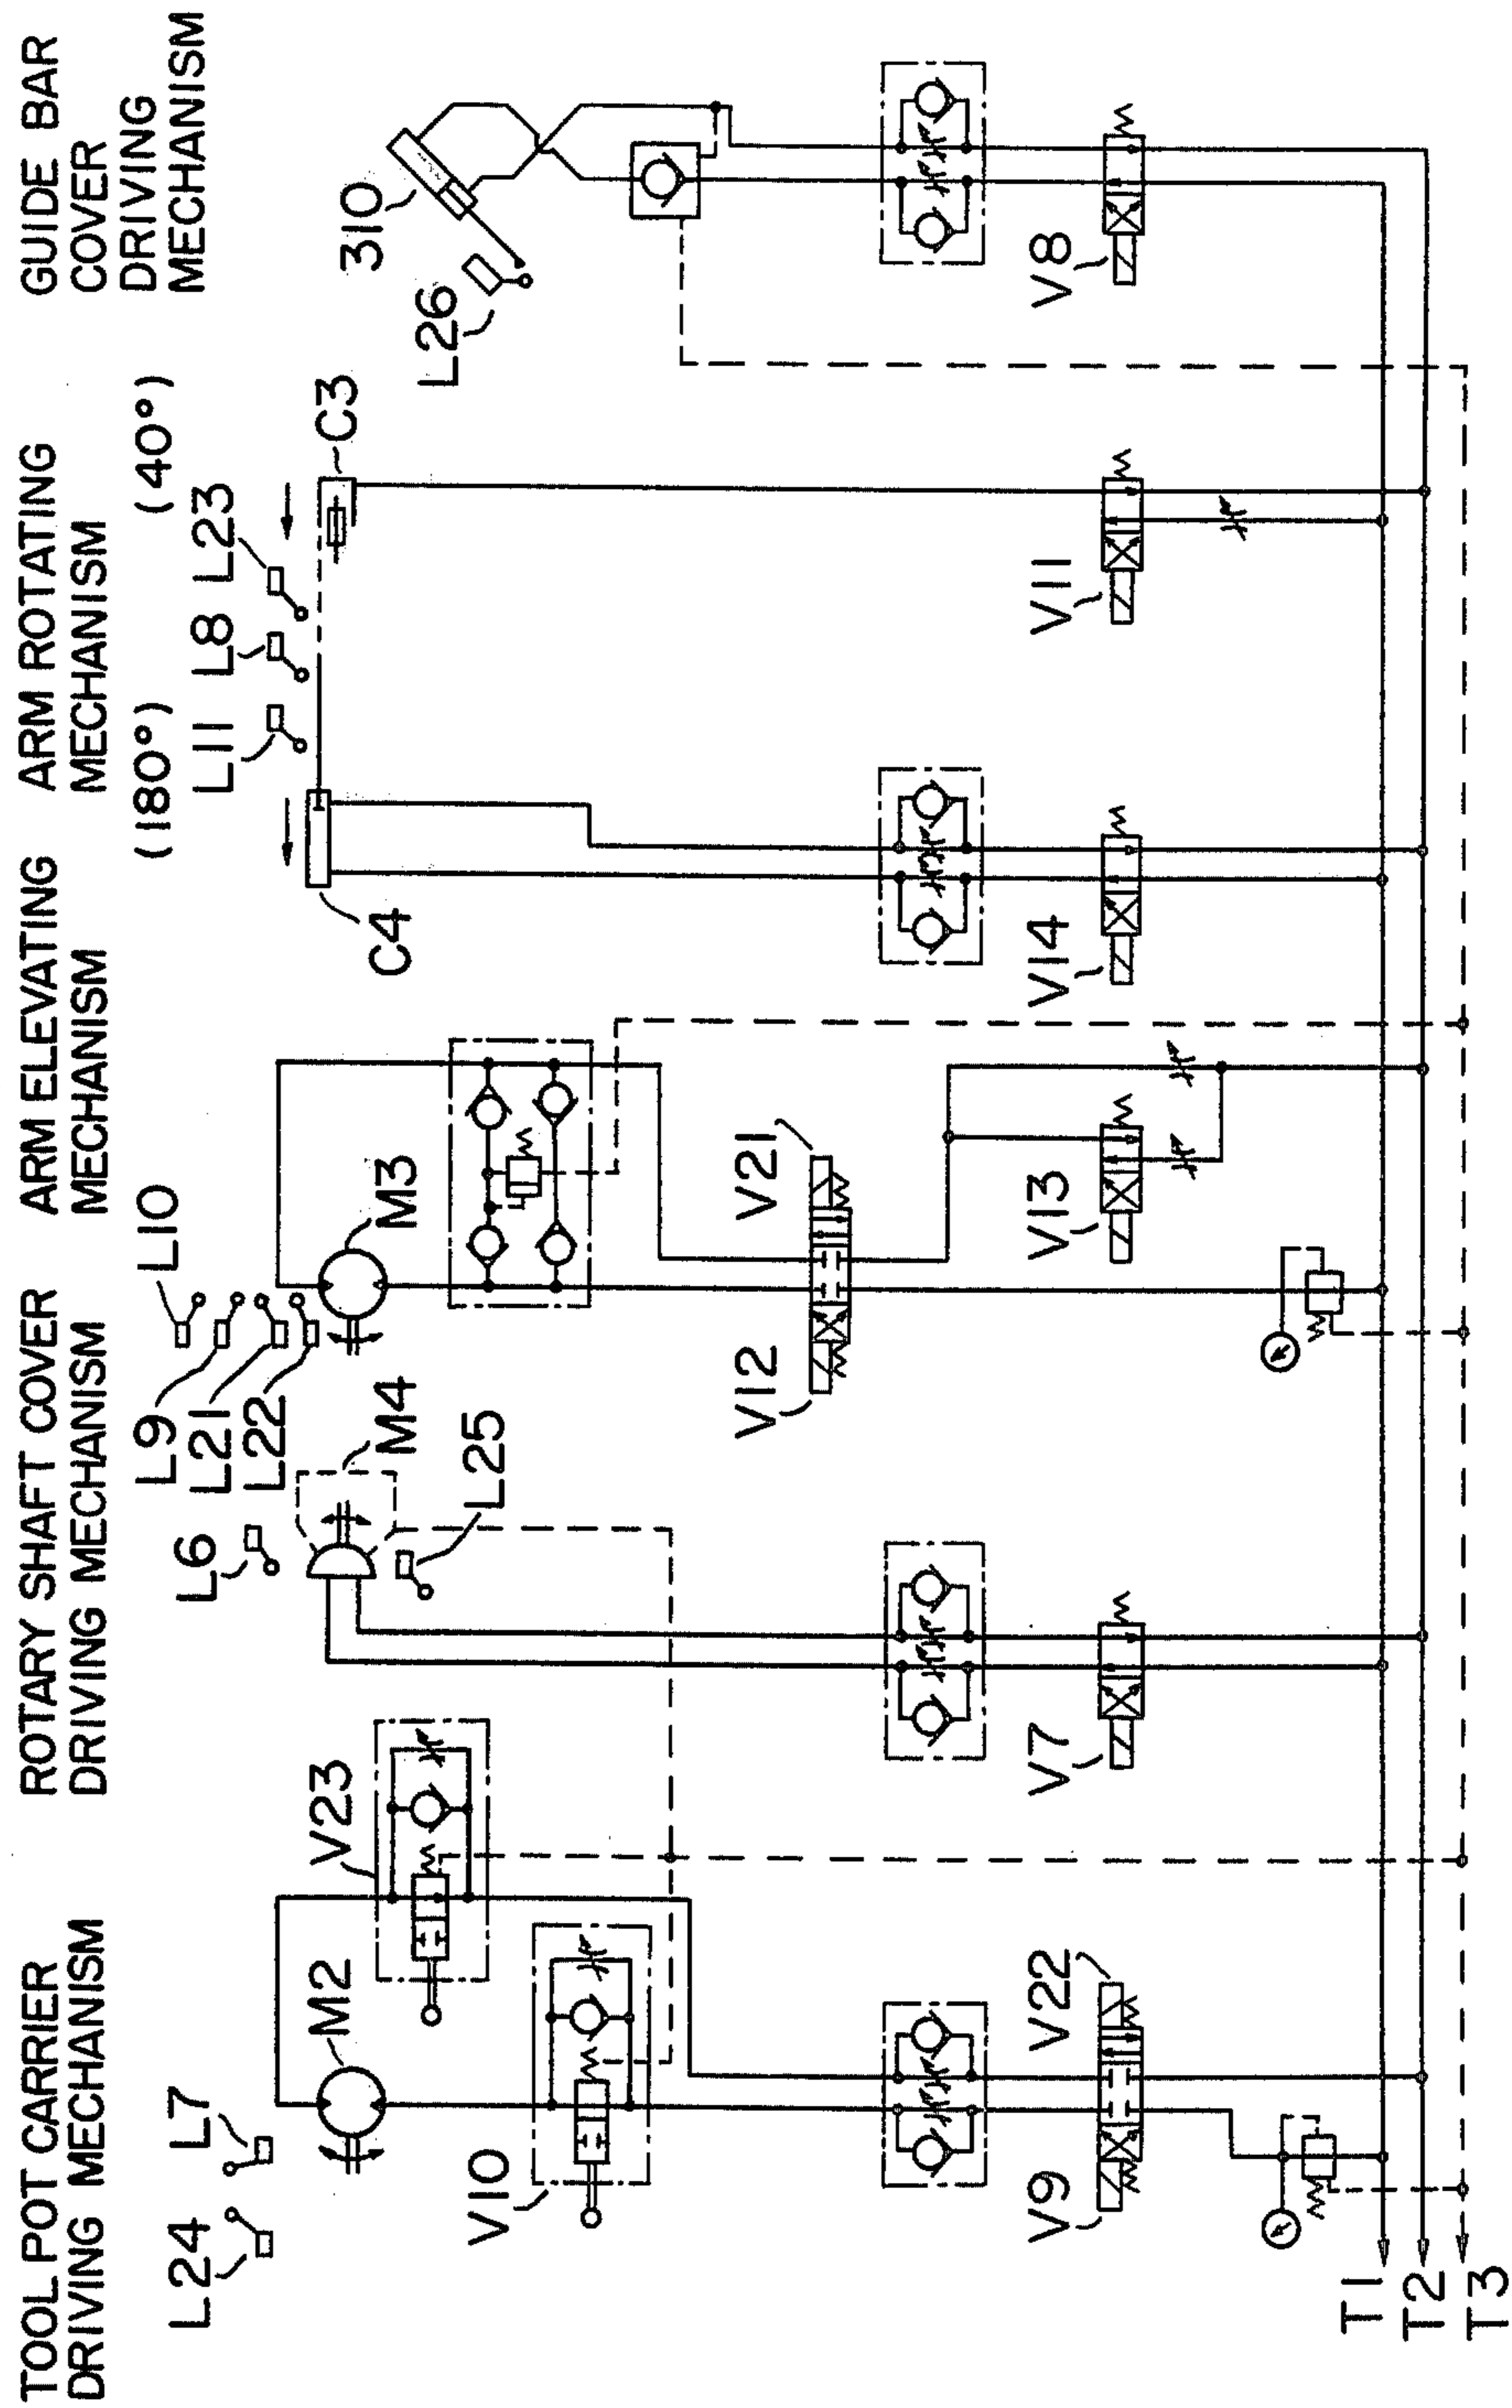 TOOL POT CARRIER
DRIVING MECHANISM
ROTARY SHAFT COVER
DRIVING MECHANISM
ARM ELEVATING
MECHANISM
ARM ROTATING
MECHANISM
GUIDE BAR
COVER
DRIVING
MECHANISM
(180°)
(40°)
L24
L7
M2
V23
V10
V9
V22
L6
M4
L25
V7
L9
L21
L22
L10
M3
V12
V21
V13
C4
L11
L8
L23
C3
V14
V11
310
L26
V8
T1
T2
T3